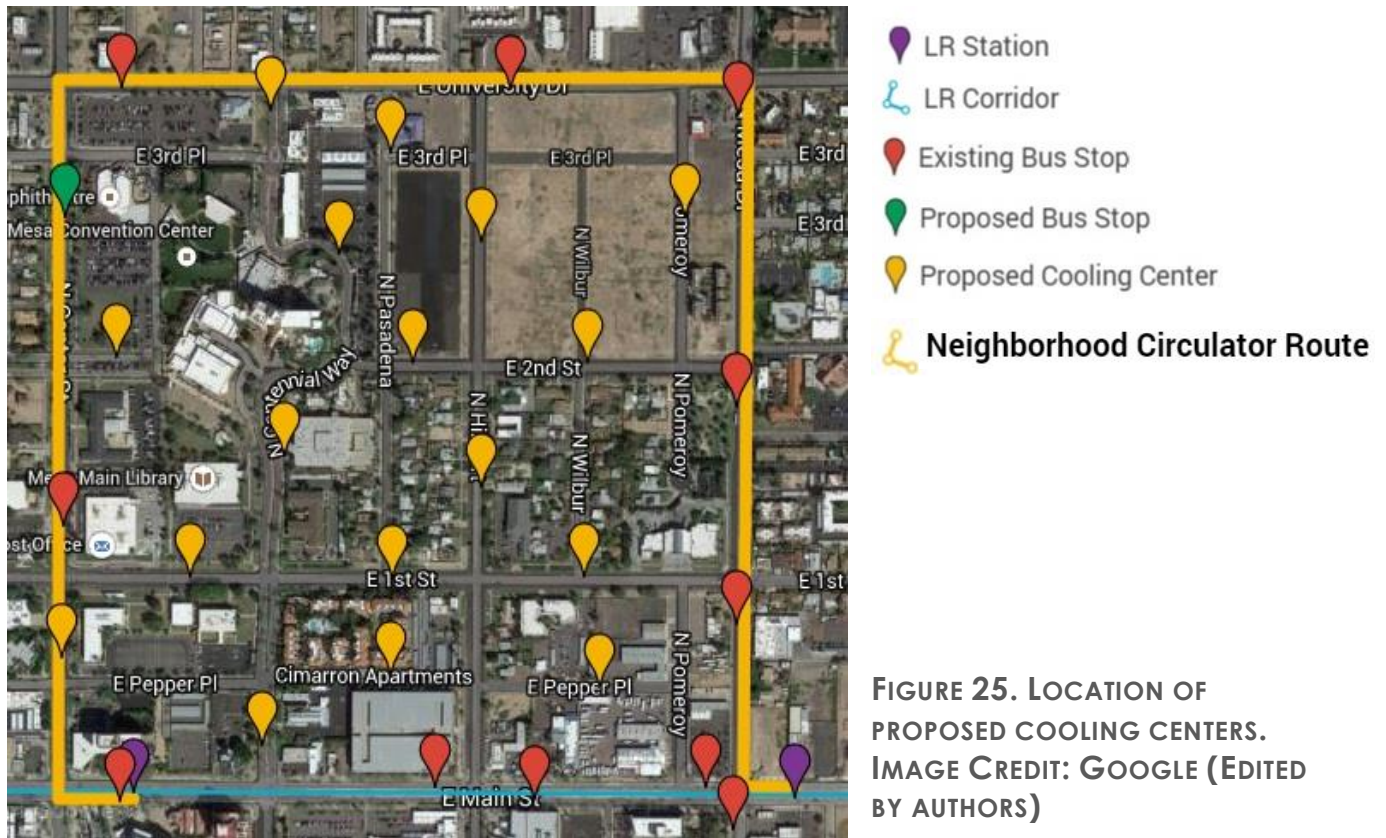 E University Dr
E 3rd Pl
E 3rd Pl
E 3rd Pl
E 3rd
E 3rd
Mesa Convention Center
N Wilbur
N Pasadena
N Centennial Way
E 2nd St
N Pomeroy
N Wilbur
Main Library
E 1st St
E 1st
Cimarron Apartments
E Pepper Pl
E Pepper Pl
N Pomeroy
E Main St
LR Station
LR Corridor
Existing Bus Stop
Proposed Bus Stop
Proposed Cooling Center
Neighborhood Circulator Route
FIGURE 25. LOCATION OF
PROPOSED COOLING CENTERS.
IMAGE CREDIT: GOOGLE (EDITED
BY AUTHORS)